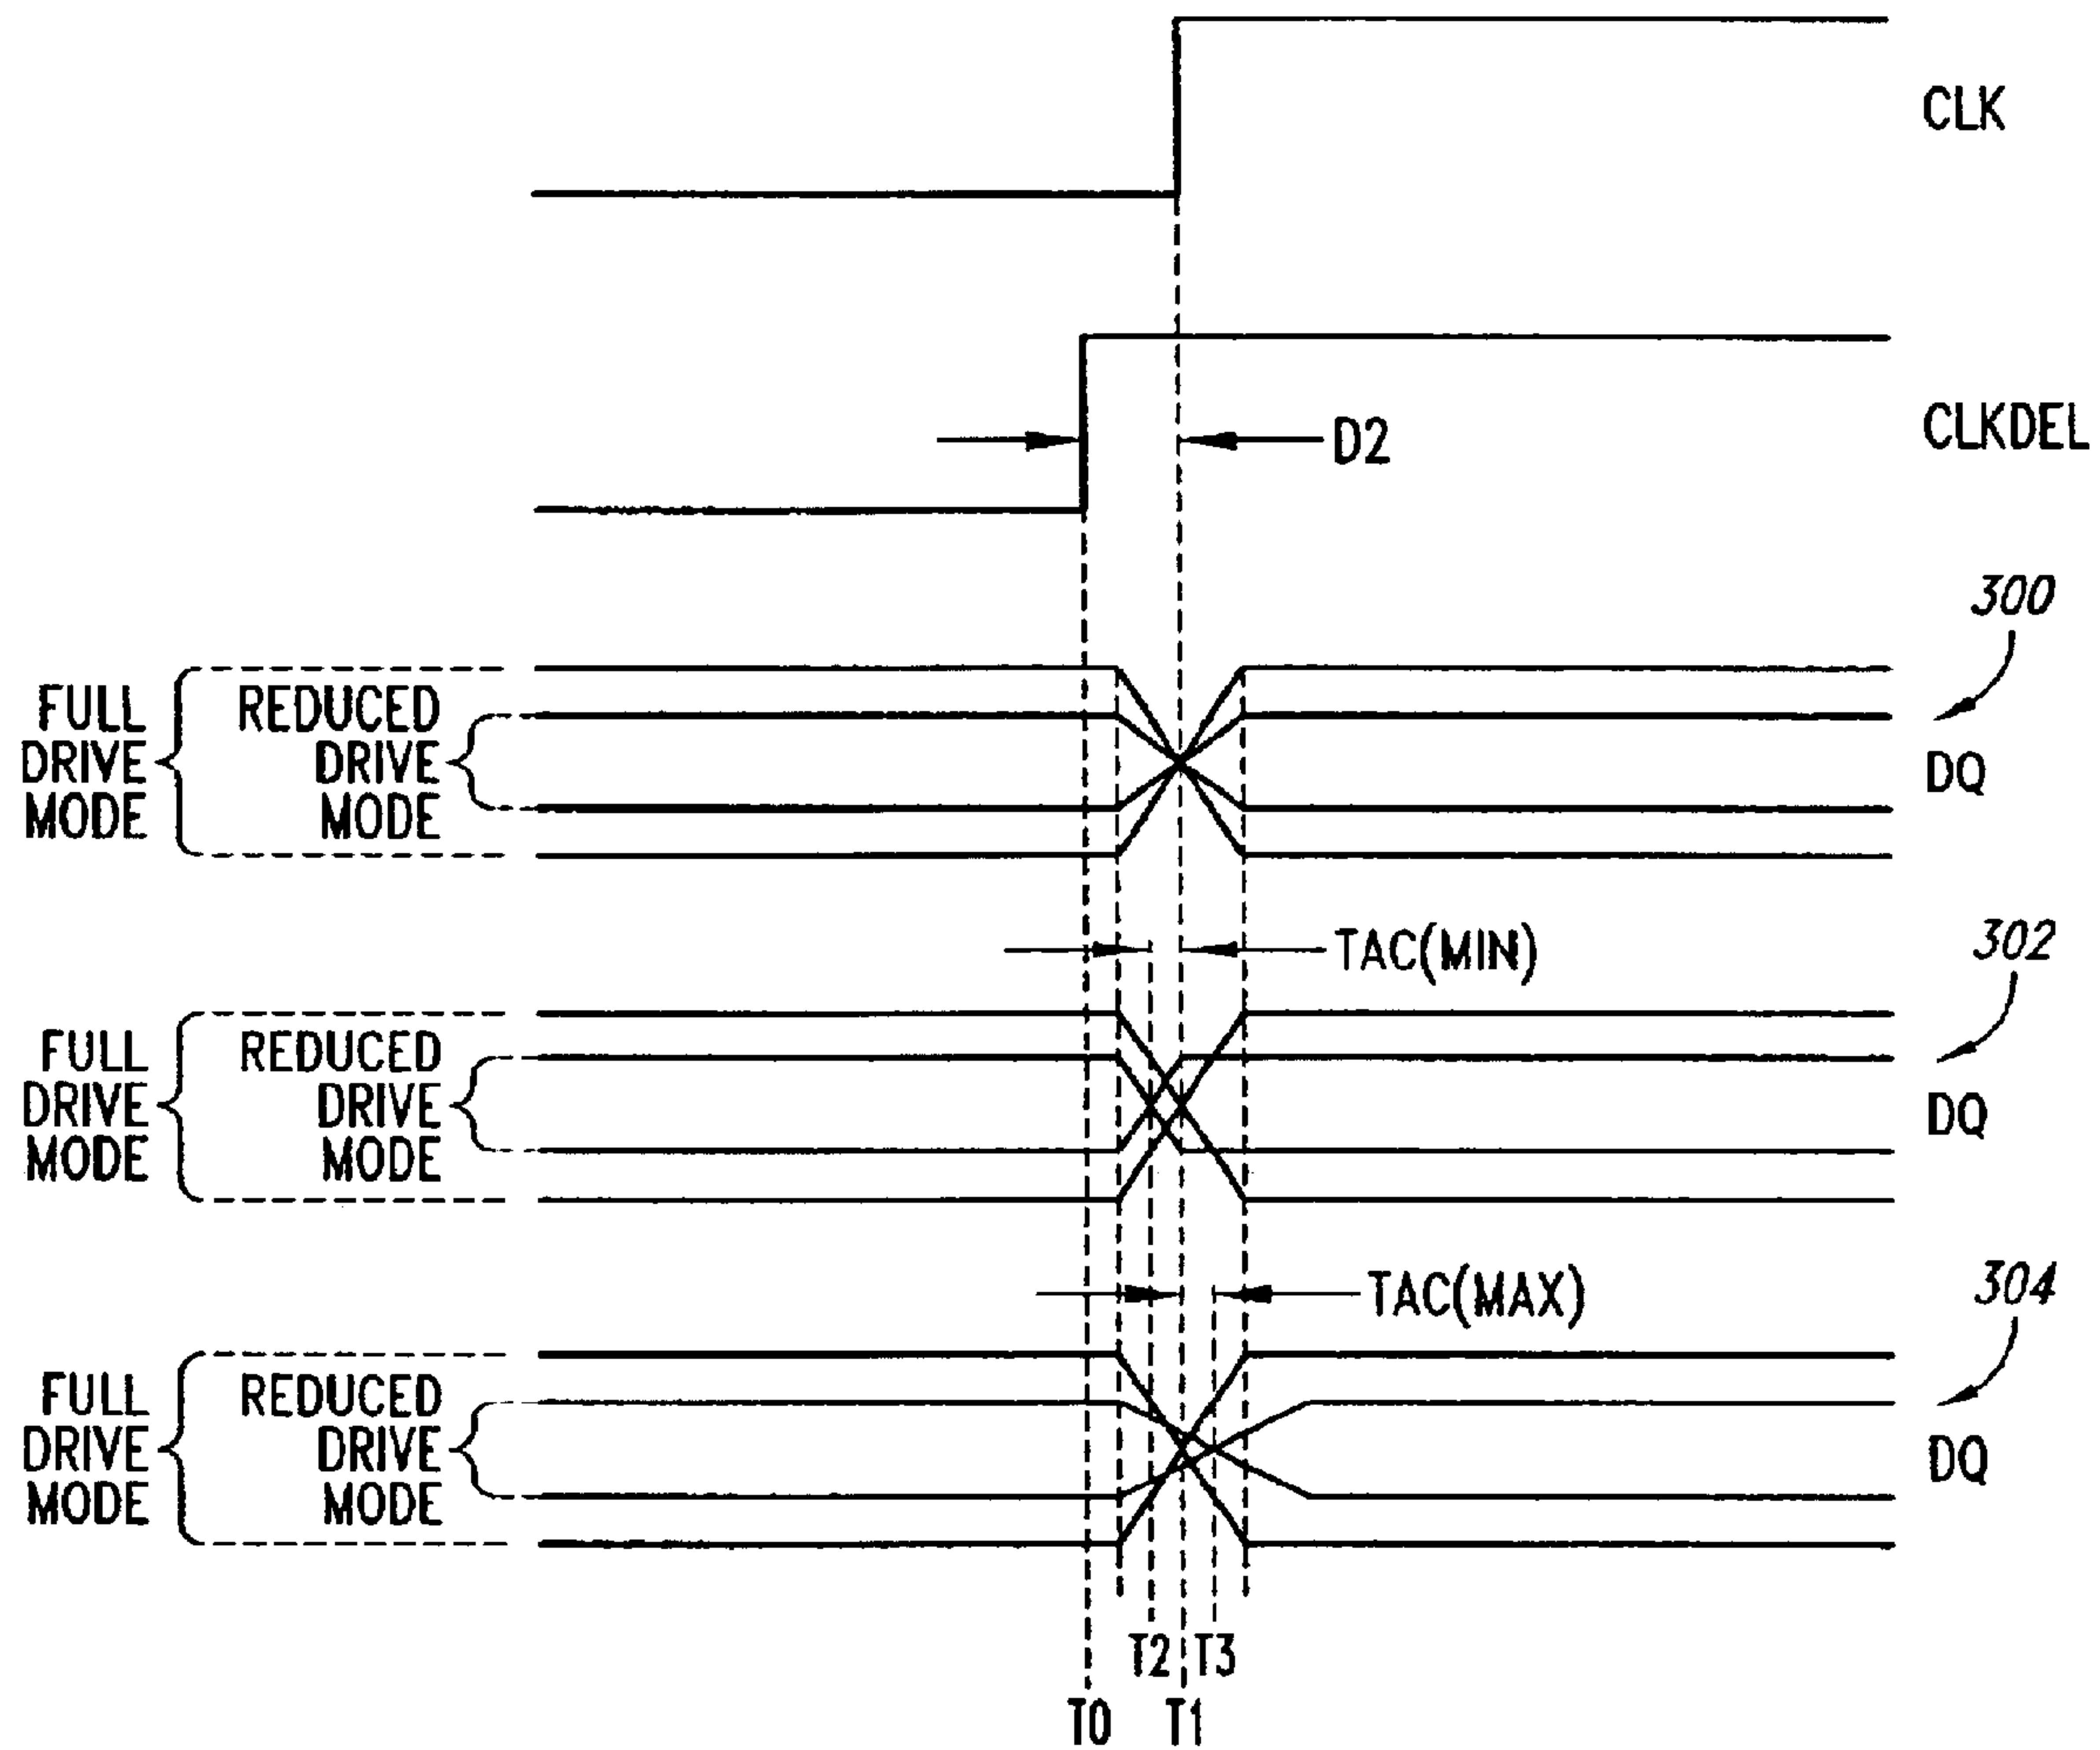 CLK
CLKDEL
D2
300
FULL
DRIVE
MODE
REDUCED
DRIVE
MODE
DQ
TAC(MIN)
302
FULL
DRIVE
MODE
REDUCED
DRIVE
MODE
DQ
TAC(MAX)
304
FULL
DRIVE
MODE
REDUCED
DRIVE
MODE
DQ
T2 T3
T0 T1